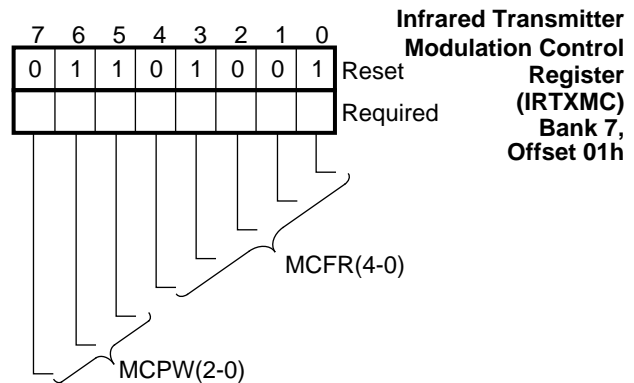 Infrared Transmitter
Modulation Control
Register
(IRTXMC)
Bank 7,
Offset 01h
7 6 5 4 3 2 1 0
0 1 1 0 1 0 0 1 Reset
Required
MCFR(4-0)
MCPW(2-0)